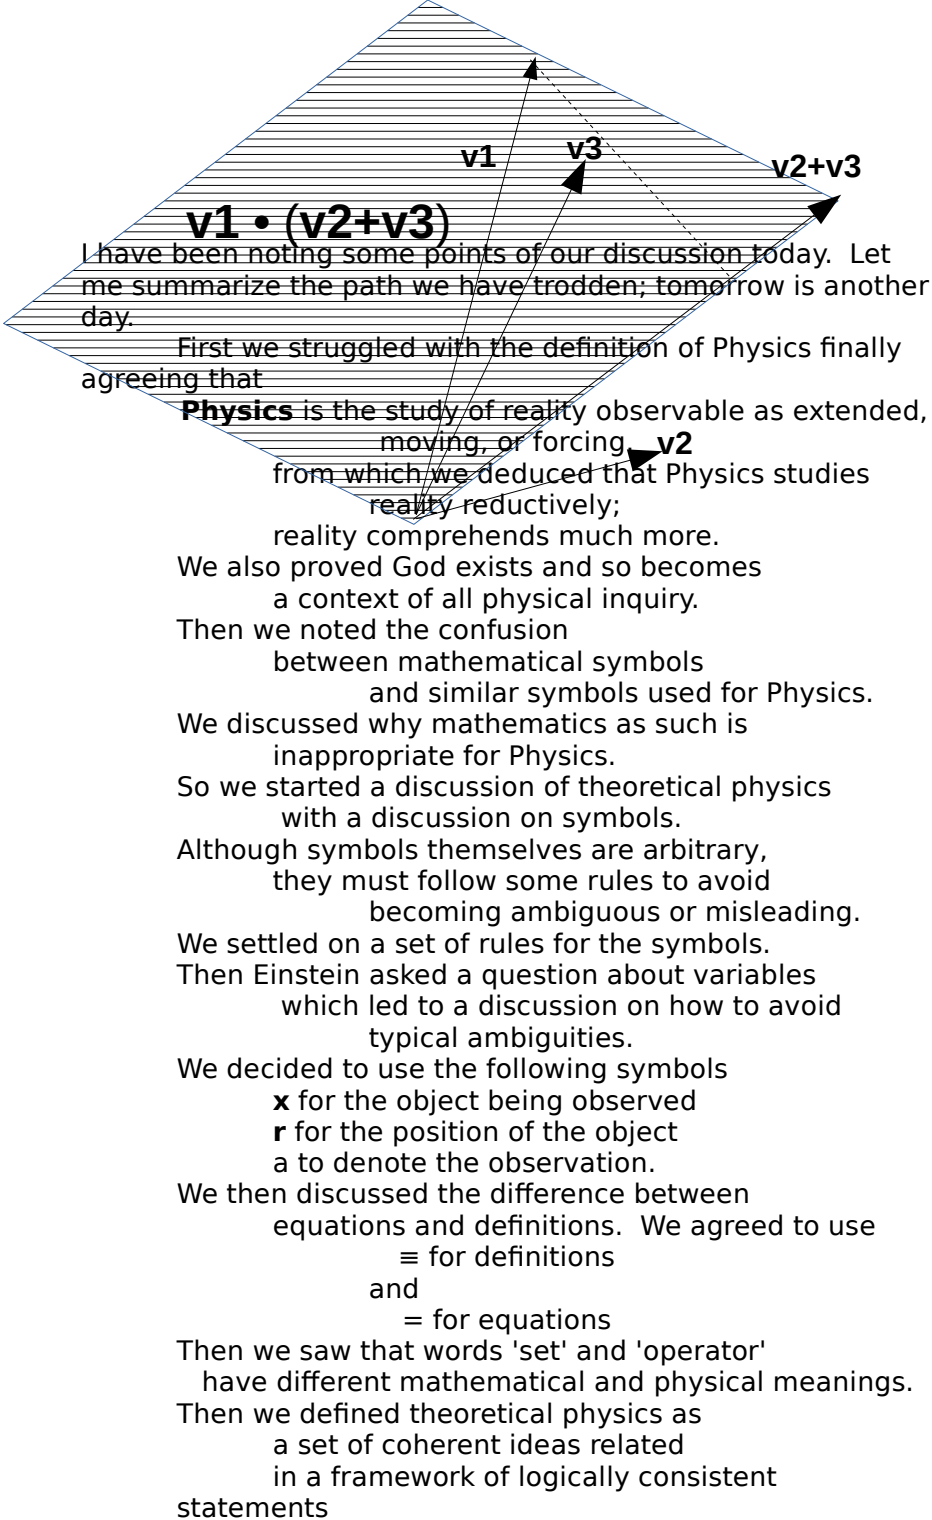 v1
v3
v2+v3
v1 • (v2+v3)
I have been noting some points of our discussion today.  Let
me summarize the path we have trodden; tomorrow is another
day.
First we struggled with the definition of Physics finally
agreeing that
Physics is the study of reality observable as extended,
moving, or forcing,
v2
from which we deduced that Physics studies
reality reductively;
reality comprehends much more.
We also proved God exists and so becomes
a context of all physical inquiry.
Then we noted the confusion
between mathematical symbols
and similar symbols used for Physics.
We discussed why mathematics as such is
inappropriate for Physics.
So we started a discussion of theoretical physics
with a discussion on symbols.
Although symbols themselves are arbitrary,
they must follow some rules to avoid
becoming ambiguous or misleading.
We settled on a set of rules for the symbols.
Then Einstein asked a question about variables
which led to a discussion on how to avoid
typical ambiguities.
We decided to use the following symbols
x for the object being observed
r for the position of the object
a to denote the observation.
We then discussed the difference between
equations and definitions.  We agreed to use
≡ for definitions
and
= for equations
Then we saw that words 'set' and 'operator'
have different mathematical and physical meanings.
Then we defined theoretical physics as
a set of coherent ideas related
in a framework of logically consistent
statements